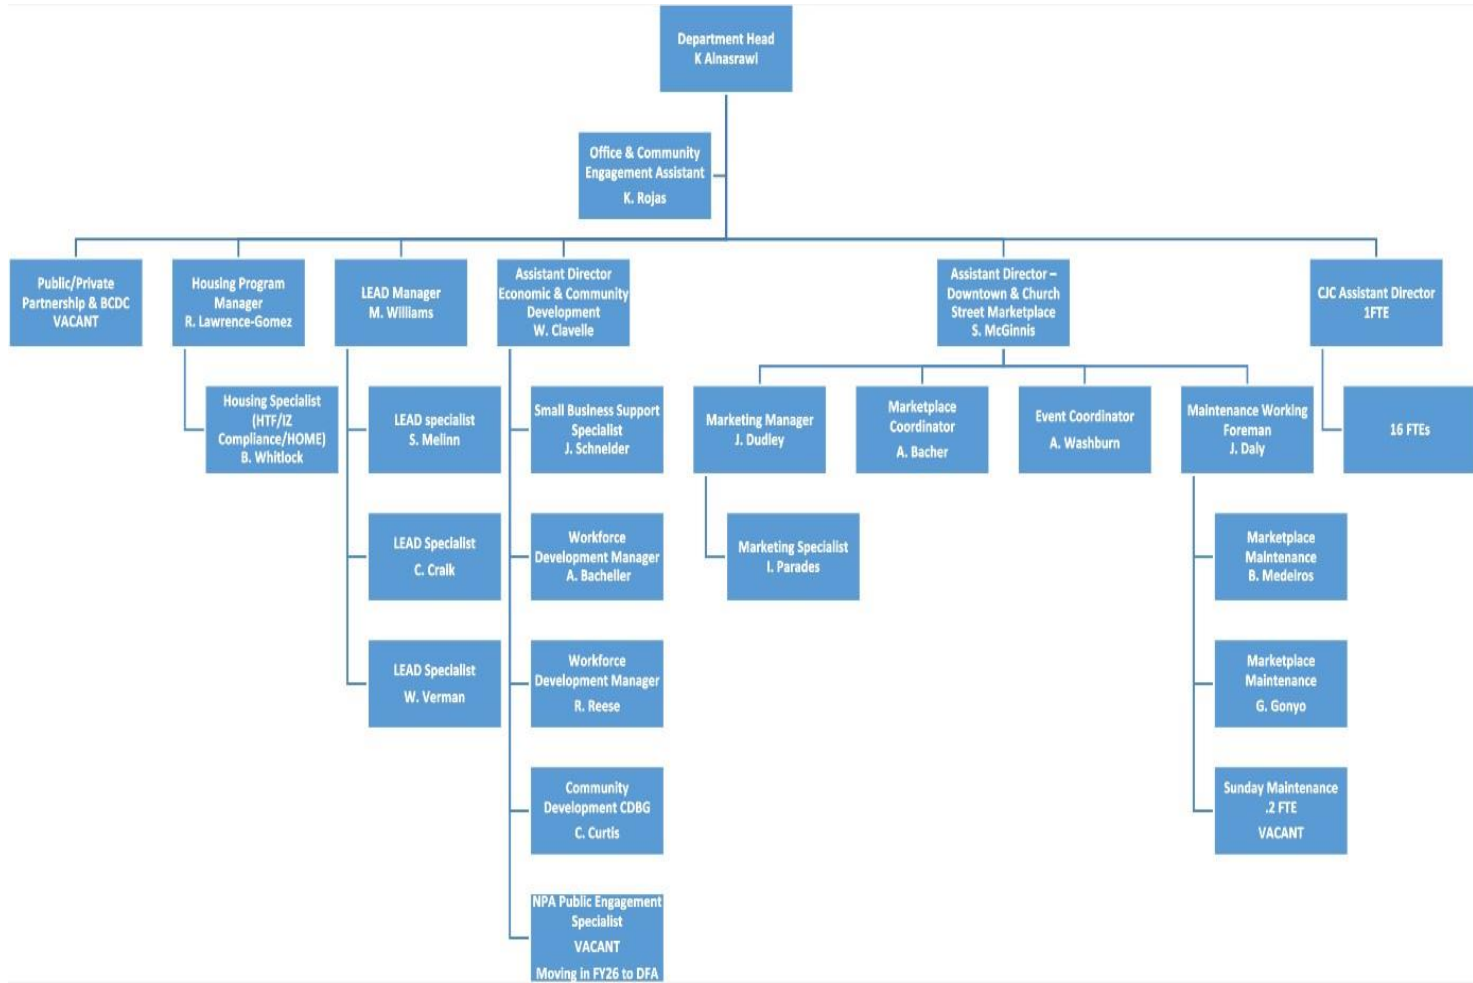 Department Head
K Alnasrawi
Office & Community
Engagement Assistant
K. Rojas
Public/Private
Partnership & BCDC
VACANT
Housing Program
Manager
R. Lawrence-Gomez
LEAD Manager
M. Williams
Assistant Director
Economic & Community
Development
W. Clavelle
Assistant Director –
Downtown & Church
Street Marketplace
S. McGinnis
CJC Assistant Director
1FTE
Housing Specialist
(HTF/IZ
Compliance/HOME)
B. Whitlock
LEAD specialist
S. Melinn
Small Business Support
Specialist
J. Schneider
Marketing Manager
J. Dudley
Marketplace
Coordinator
A. Bacher
Event Coordinator
A. Washburn
Maintenance Working
Foreman
J. Daly
16 FTEs
LEAD Specialist
C. Craik
Workforce
Development Manager
A. Bacheller
Marketing Specialist
I. Parades
Marketplace
Maintenance
B. Medeiros
LEAD Specialist
W. Verman
Workforce
Development Manager
R. Reese
Marketplace
Maintenance
G. Gonyo
Community
Development CDBG
C. Curtis
Sunday Maintenance
.2 FTE
VACANT
NPA Public Engagement
Specialist
VACANT
Moving in FY26 to DFA